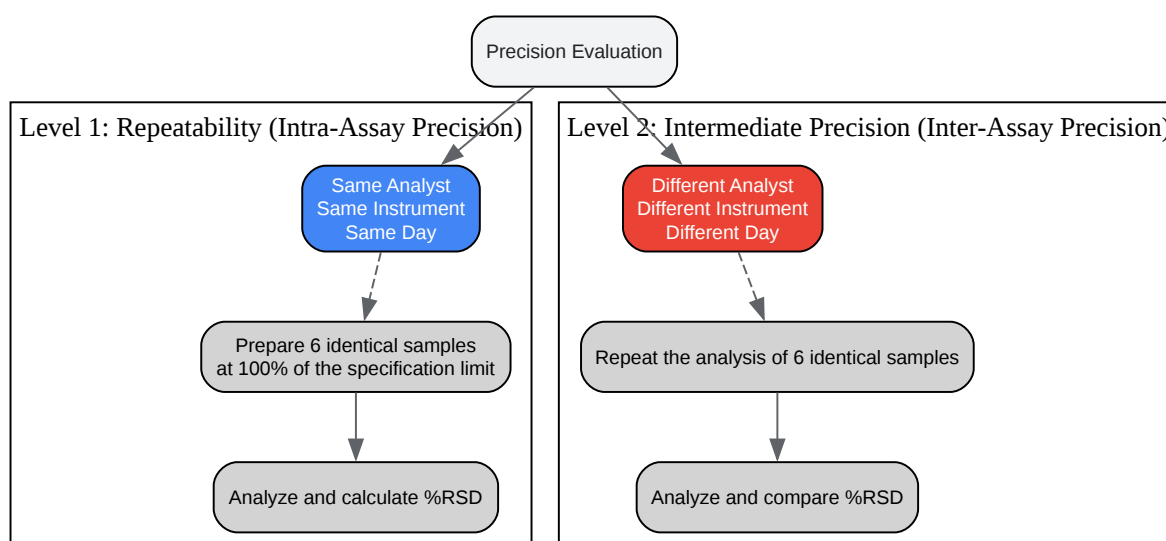 Precision Evaluation
Level 1: Repeatability (Intra-Assay Precision)
Same Analyst
Same Instrument
Same Day
Prepare 6 identical samples
at 100% of the specification limit
Analyze and calculate %RSD
Level 2: Intermediate Precision (Inter-Assay Precision)
Different Analyst
Different Instrument
Different Day
Repeat the analysis of 6 identical samples
Analyze and compare %RSD